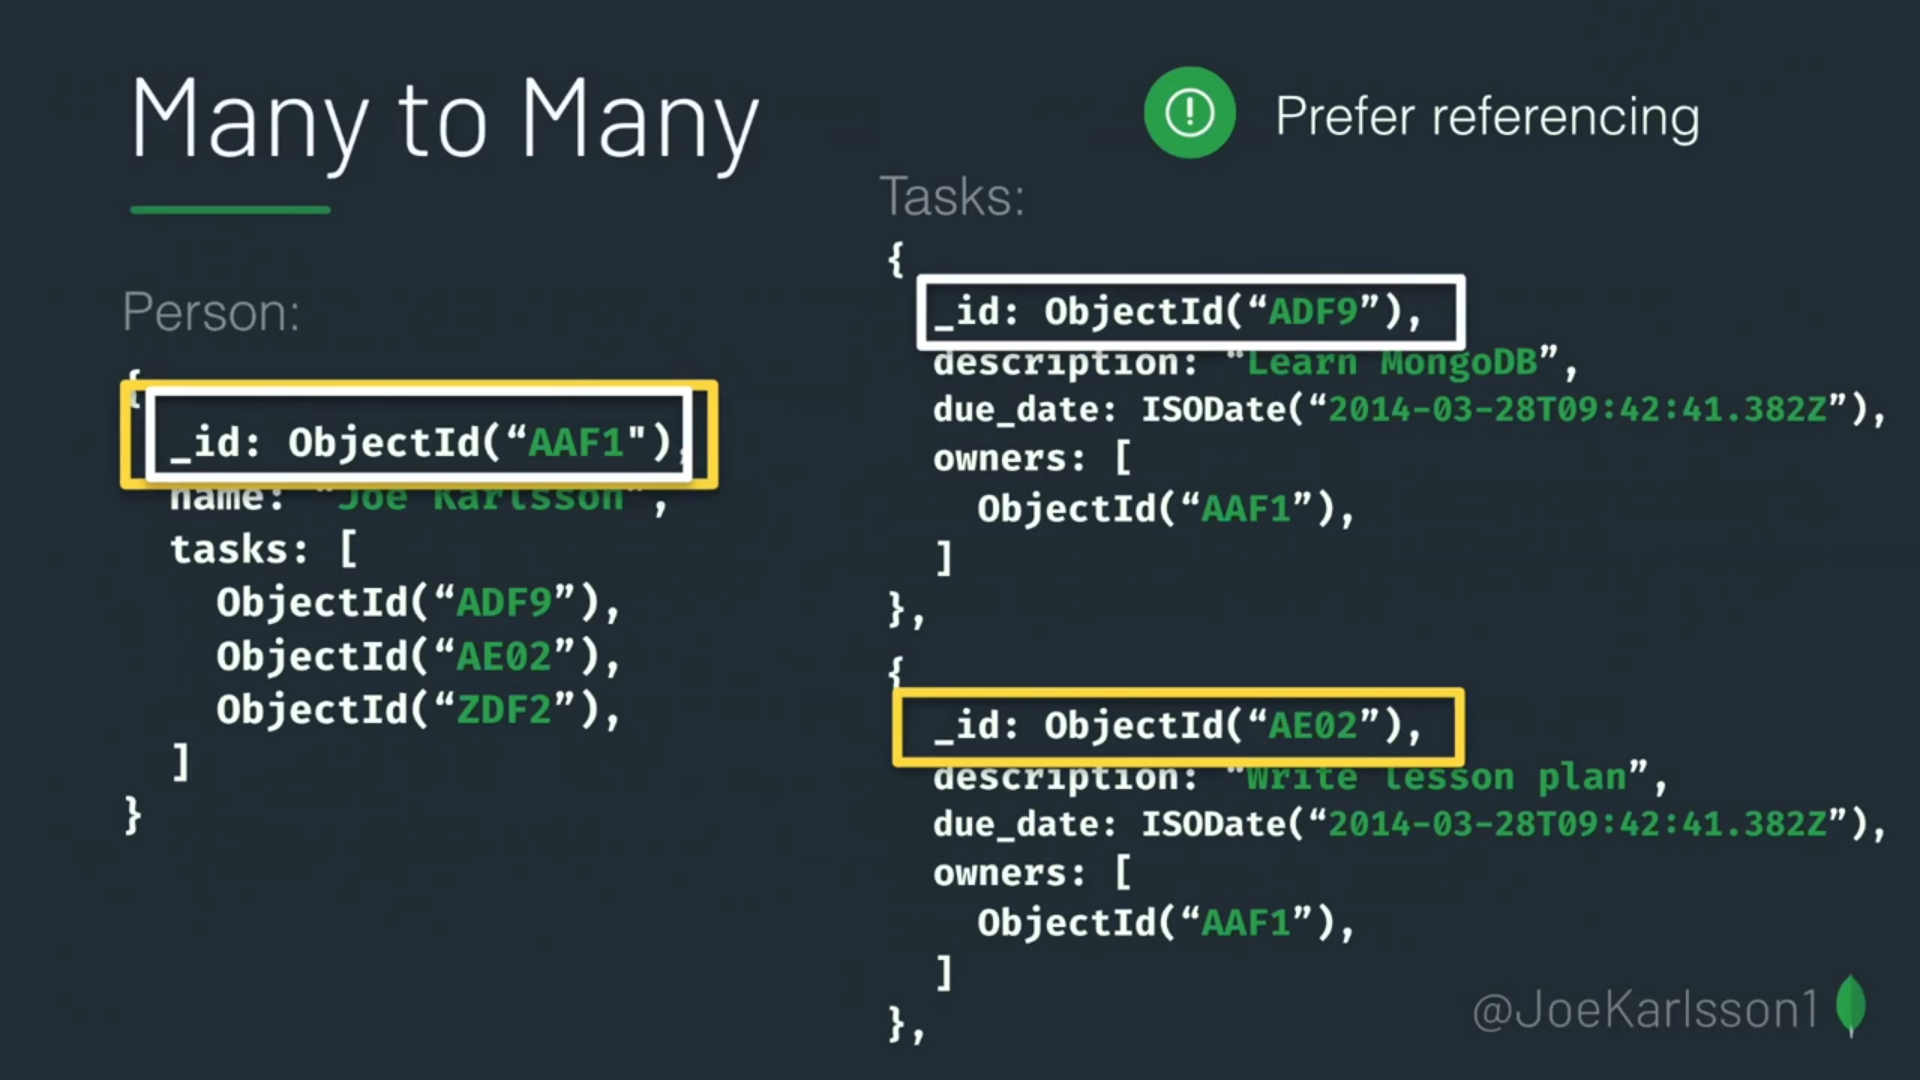 Many to Many
Prefer referencing
Person:
{
_id: ObjectId(“AAF1"),
name: "Joe Karlsson”,
tasks: [
ObjectId(“ADF9”),
ObjectId(“AE02”),
ObjectId(“ZDF2”),
]
}
Tasks:
{
_id: ObjectId(“ADF9”),
description: “Learn MongoDB”,
due_date: ISODate(“2014-03-28T09:42:41.382Z”),
owners: [
ObjectId(“AAF1”),
]
},
{
_id: ObjectId(“AE02”),
description: “Write lesson plan”,
due_date: ISODate(“2014-03-28T09:42:41.382Z”),
owners: [
ObjectId(“AAF1”),
]
},
@JoeKarlsson1